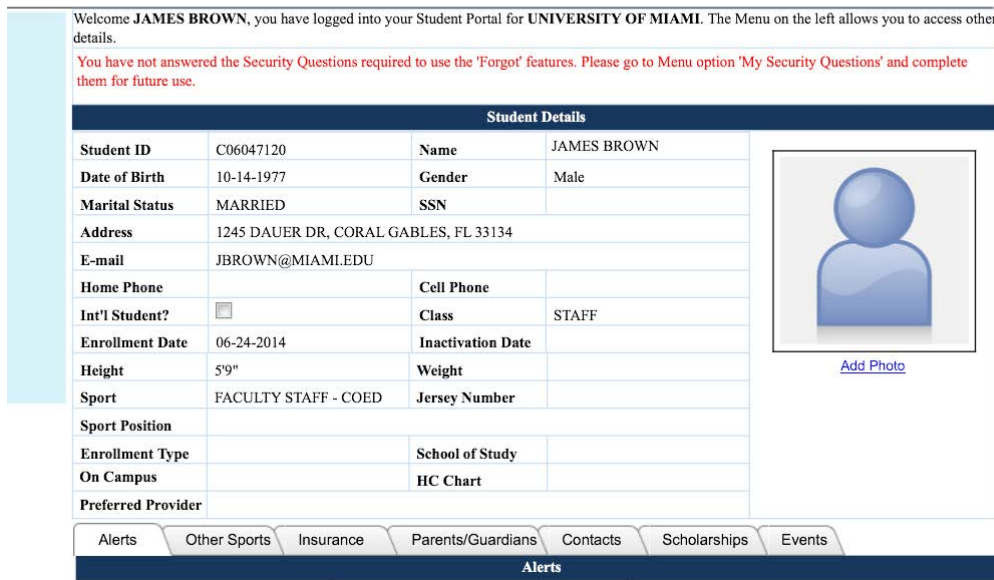 Welcome JAMES BROWN, you have logged into your Student Portal for UNIVERSITY OF MIAMI. The Menu on the left allows you to access other
details.
You have not answered the Security Questions required to use the 'Forgot' features. Please go to Menu option 'My Security Questions' and complete
them for future use.
Student Details
Student ID C06047120 Name JAMES BROWN
Date of Birth 10-14-1977 Gender Male
Marital Status MARRIED SSN
Address 1245 DAUER DR, CORAL GABLES, FL 33134
E-mail JBROWN@MIAMI.EDU
Home Phone Cell Phone
Int'l Student? Class STAFF
Enrollment Date 06-24-2014 Inactivation Date
Height 5'9" Weight
Add Photo
Sport FACULTY STAFF - COED Jersey Number
Sport Position
Enrollment Type School of Study
On Campus HC Chart
Preferred Provider
Alerts Other Sports Insurance Parents/Guardians Contacts Scholarships Events
Alerts